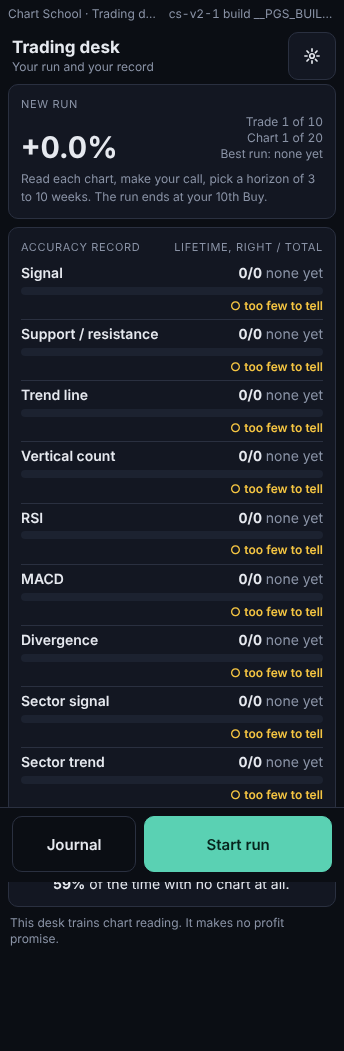 Chart School · Trading d... cs-v2-1 build __PGS_BUIL...
Trading desk
Your run and your record
NEW RUN
Trade 1 of 10
+0.0%
Chart 1 of 20
Best run: none yet
Read each chart, make your call, pick a horizon of 3
to 10 weeks. The run ends at your 10th Buy.
ACCURACY RECORD LIFETIME, RIGHT / TOTAL
Signal 0/0 none yet
too few to tell
Support / resistance 0/0 none yet
too few to tell
Trend line 0/0 none yet
too few to tell
Vertical count 0/0 none yet
too few to tell
RSI 0/0 none yet
too few to tell
MACD 0/0 none yet
too few to tell
Divergence 0/0 none yet
too few to tell
Sector signal 0/0 none yet
too few to tell
Sector trend 0/0 none yet
too few to tell
Journal Start run
59% of the time with no chart at all.
This desk trains chart reading. It makes no profit
promise.